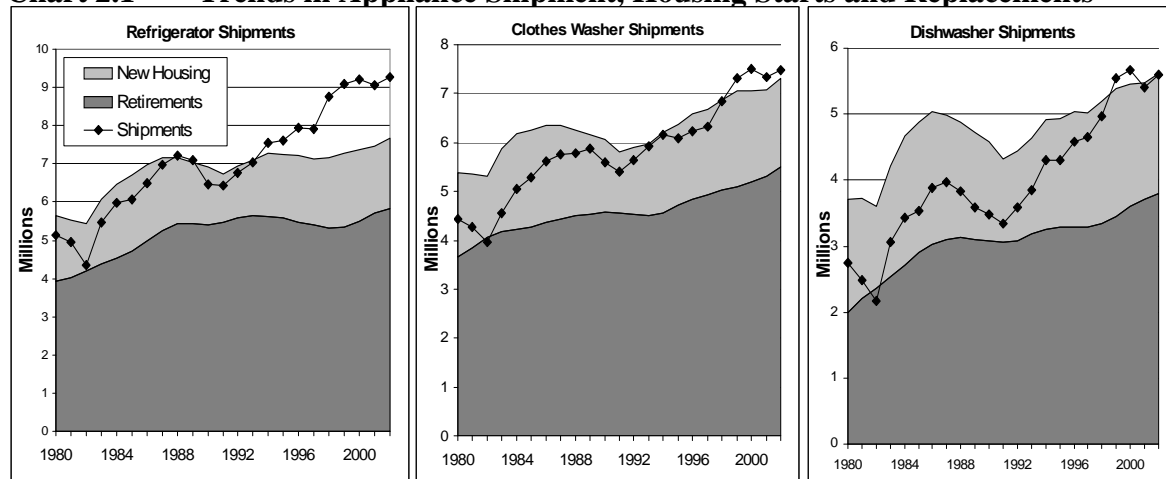 Chart 2.1 Trends in Appliance Shipment, Housing Starts and Replacements
Refrigerator Shipments
10
9
8
7
6
5
4
3
2
1
0
Millions
New Housing
Retirements
Shipments
1980 1984 1988 1992 1996 2000
Clothes Washer Shipments
8
7
6
5
4
3
2
1
0
Millions
1980 1984 1988 1992 1996 2000
Dishwasher Shipments
6
5
4
3
2
1
0
Millions
1980 1984 1988 1992 1996 2000